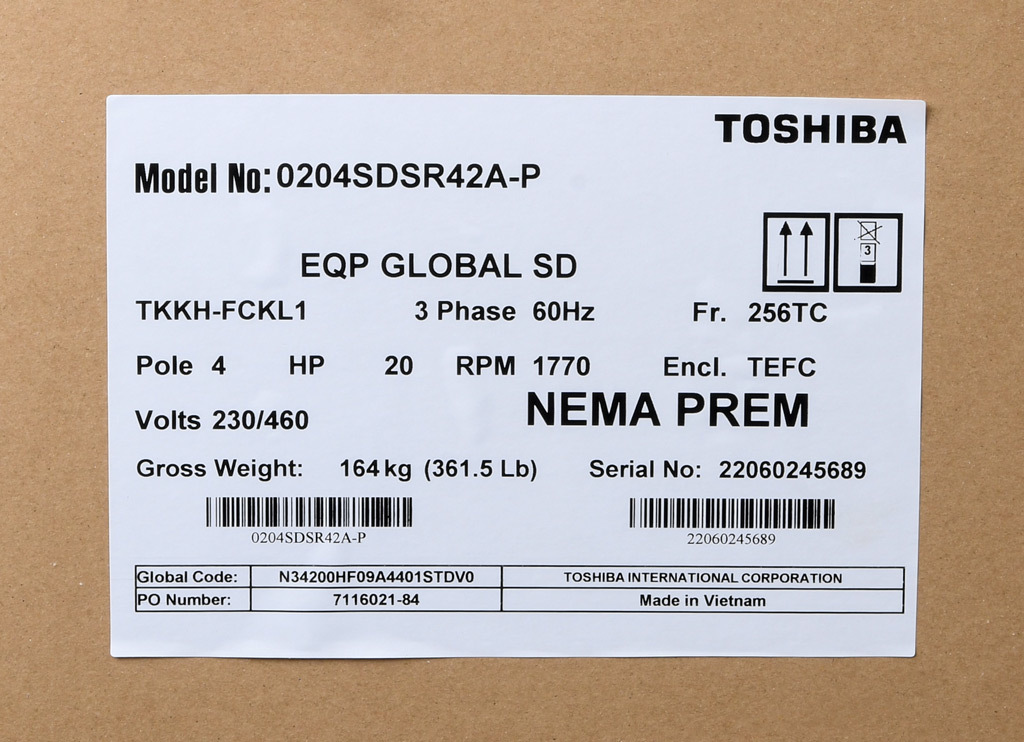 TOSHIBA
Model No: 0204SDSR42A-P
3
EQP GLOBAL SD
TKKH-FCKL1 3 Phase 60Hz Fr. 256TC
Pole 4 HP 20 RPM 1770 Encl. TEFC
Volts 230/460 NEMA PREM
Gross Weight: 164 kg (361.5 Lb) Serial No: 22060245689
0204SDSR42A-P 22060245689
Global Code: N34200HF09A4401STDV0 TOSHIBA INTERNATIONAL CORPORATION
PO Number: 7116021-84 Made in Vietnam